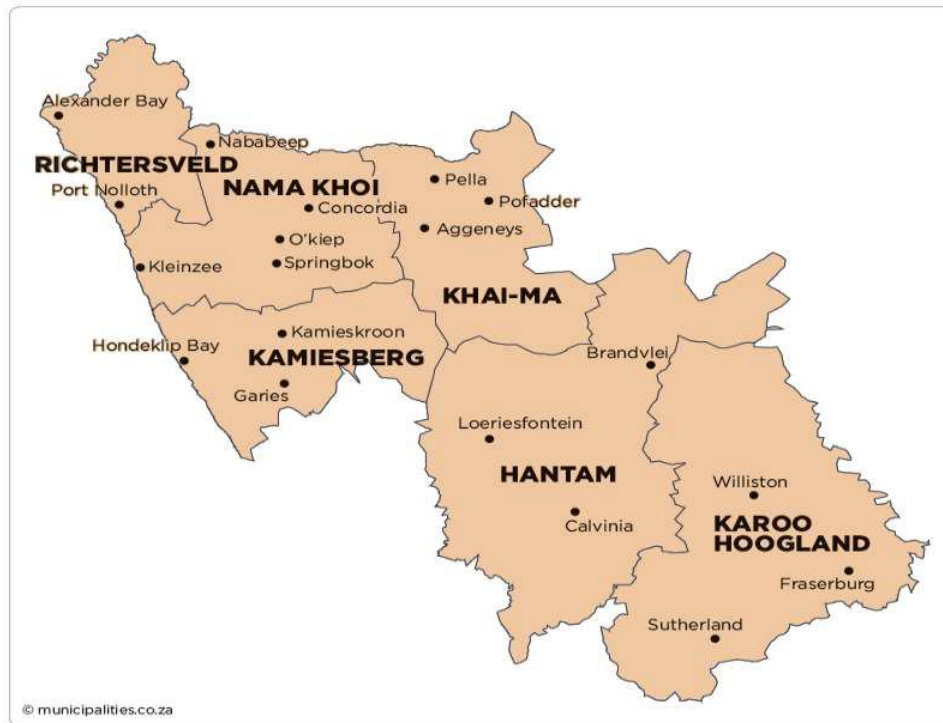 Alexander Bay
Nababeep
RICHTERSVELD
Port Nolloth
NAMA KHOI
Pella
Pofadder
Concordia
Aggeneys
O'kiep
Springbok
Kleinzee
KHAI-MA
Kamieskroon
Hondeklip Bay
KAMIESBERG
Brandvlei
Garies
Loeriesfontein
HANTAM
Williston
Calvinia
KAROO
HOOGLAND
Fraserburg
Sutherland
© municipalities.co.za